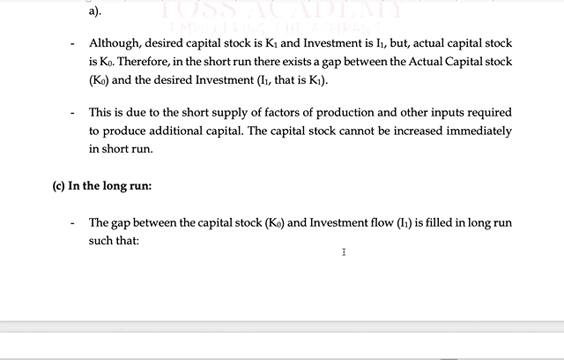 a).
TOSS ACADEMY
- Although, desired capital stock is K₁ and Investment is I₁, but, actual capital stock
is K₀. Therefore, in the short run there exists a gap between the Actual Capital stock
(K₀) and the desired Investment (I₁, that is K₁).
- This is due to the short supply of factors of production and other inputs required
to produce additional capital. The capital stock cannot be increased immediately
in short run.
(c) In the long run:
- The gap between the capital stock (K₀) and Investment flow (I₁) is filled in long run
such that: